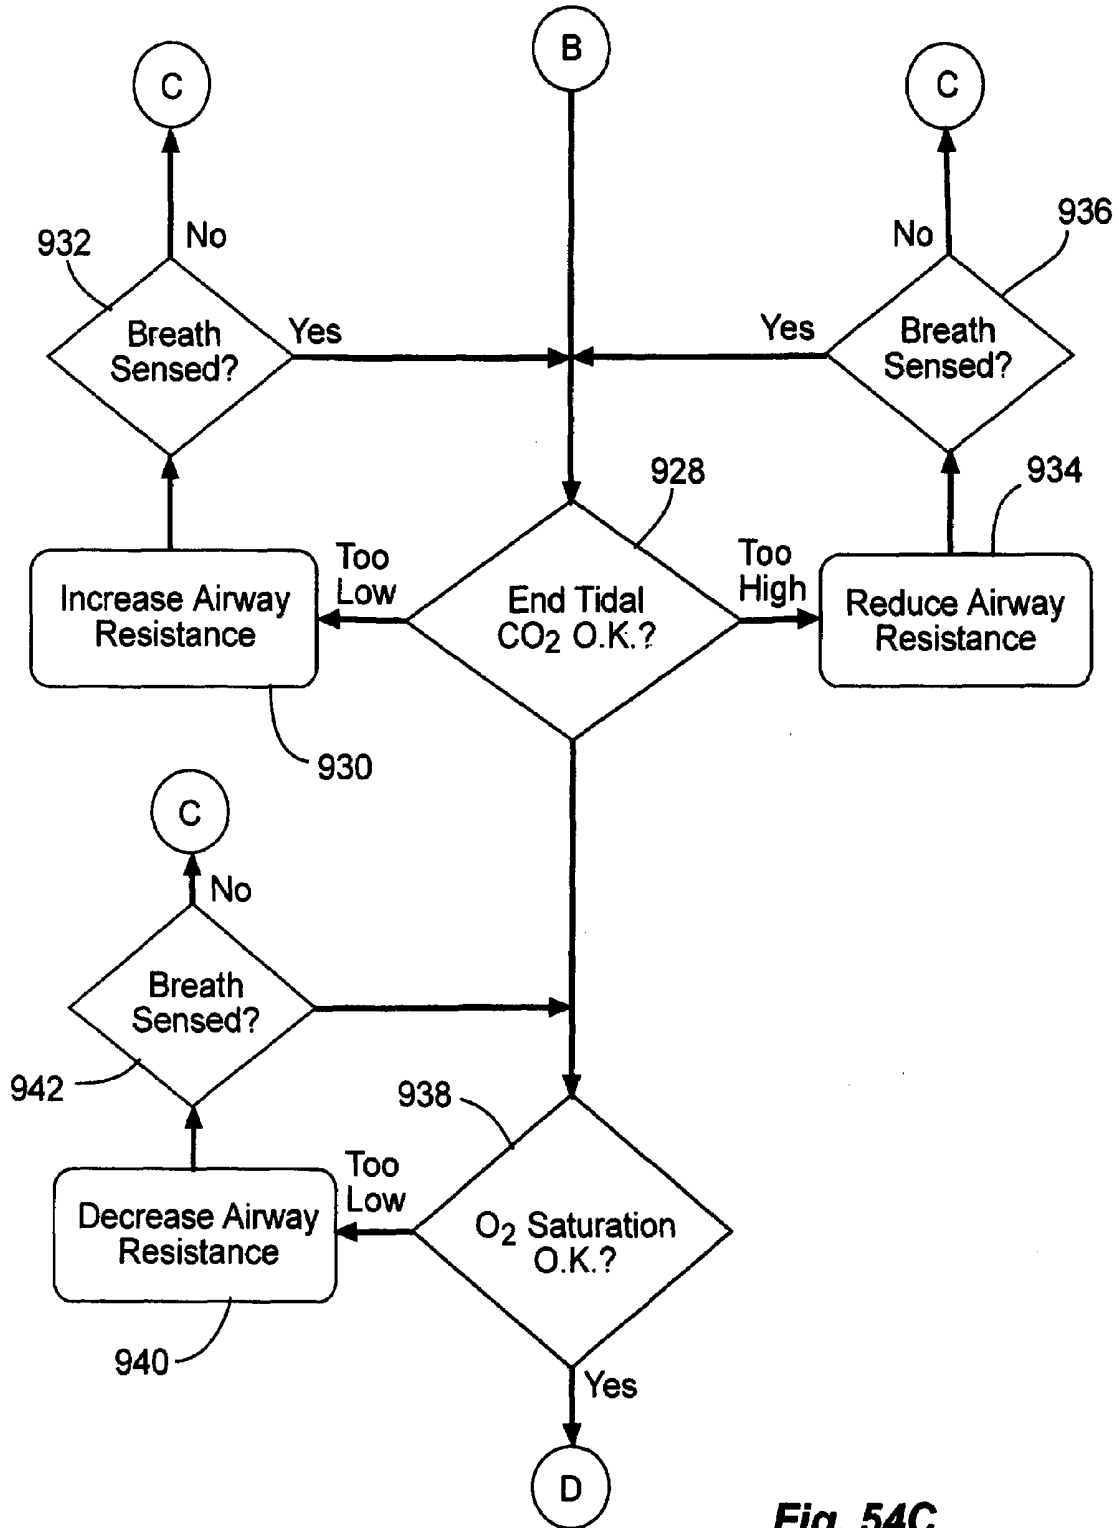 B
C
C
932
No
No
936
Breath
Sensed?
Yes
Yes
Breath
Sensed?
928
934
Too
Low
Too
High
Increase Airway
Resistance
End Tidal
CO2 O.K.?
Reduce Airway
Resistance
930
C
No
Breath
Sensed?
942
938
Too
Low
Decrease Airway
Resistance
O2 Saturation
O.K.?
940
Yes
D
Fig. 54C